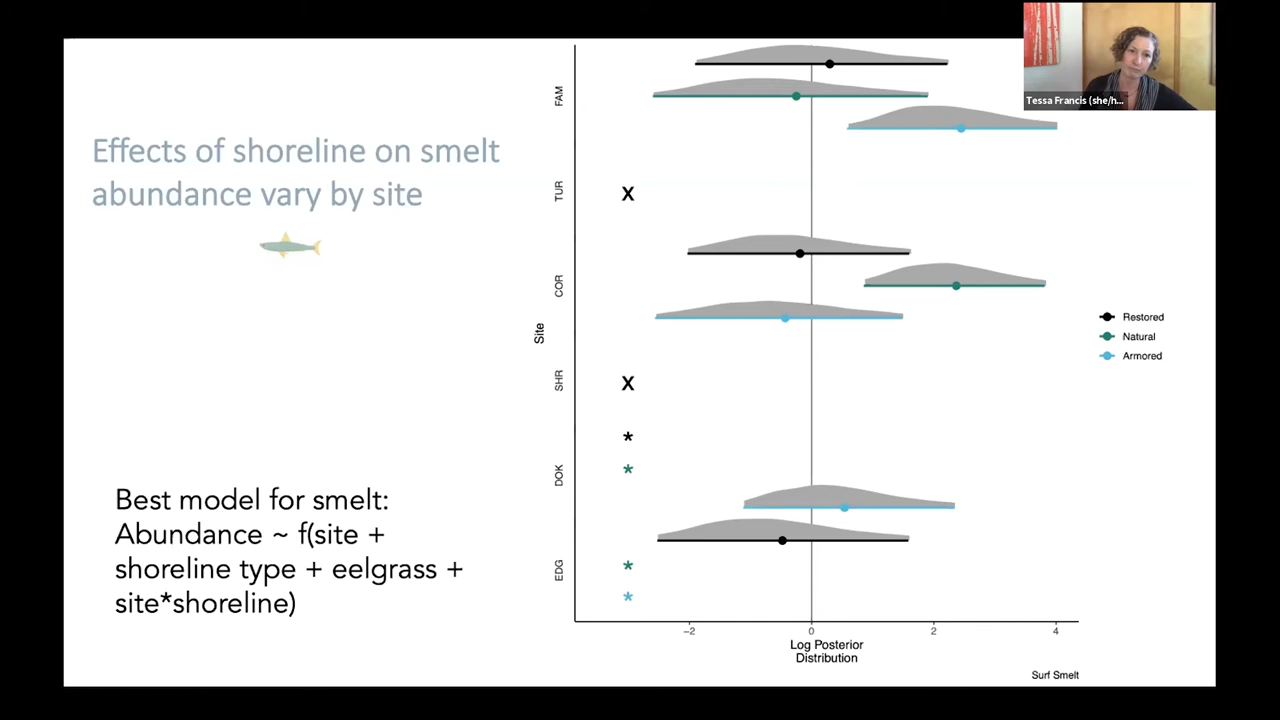 Tessa Francis (she/h...
Effects of shoreline on smelt
abundance vary by site
Best model for smelt:
Abundance ~ f(site +
shoreline type + eelgrass +
site*shoreline)
Site
FAM
TUR
X
COR
SHR
X
DOK
*
*
EDG
*
*
-2 0 2 4
Log Posterior
Distribution
Restored
Natural
Armored
Surf Smelt